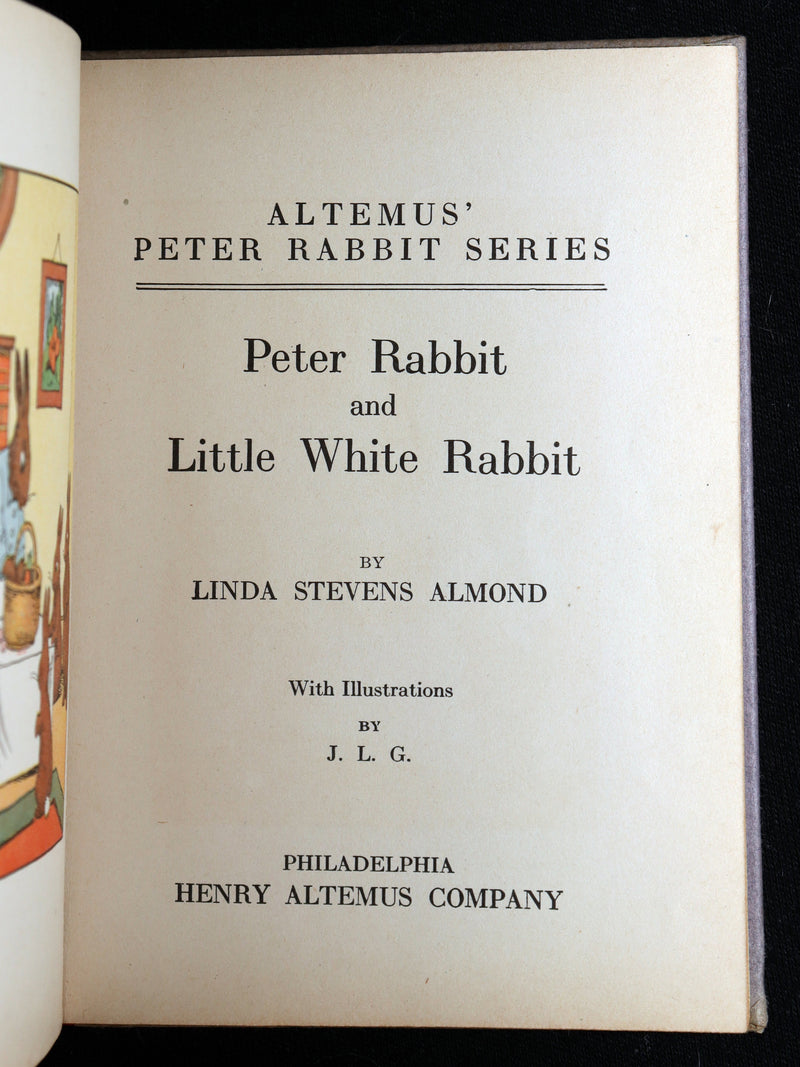 ALTEMUS’
PETER RABBIT SERIES
Peter Rabbit
and
Little White Rabbit
BY
LINDA STEVENS ALMOND
With Illustrations
BY
J. L. G.
PHILADELPHIA
HENRY ALTEMUS COMPANY